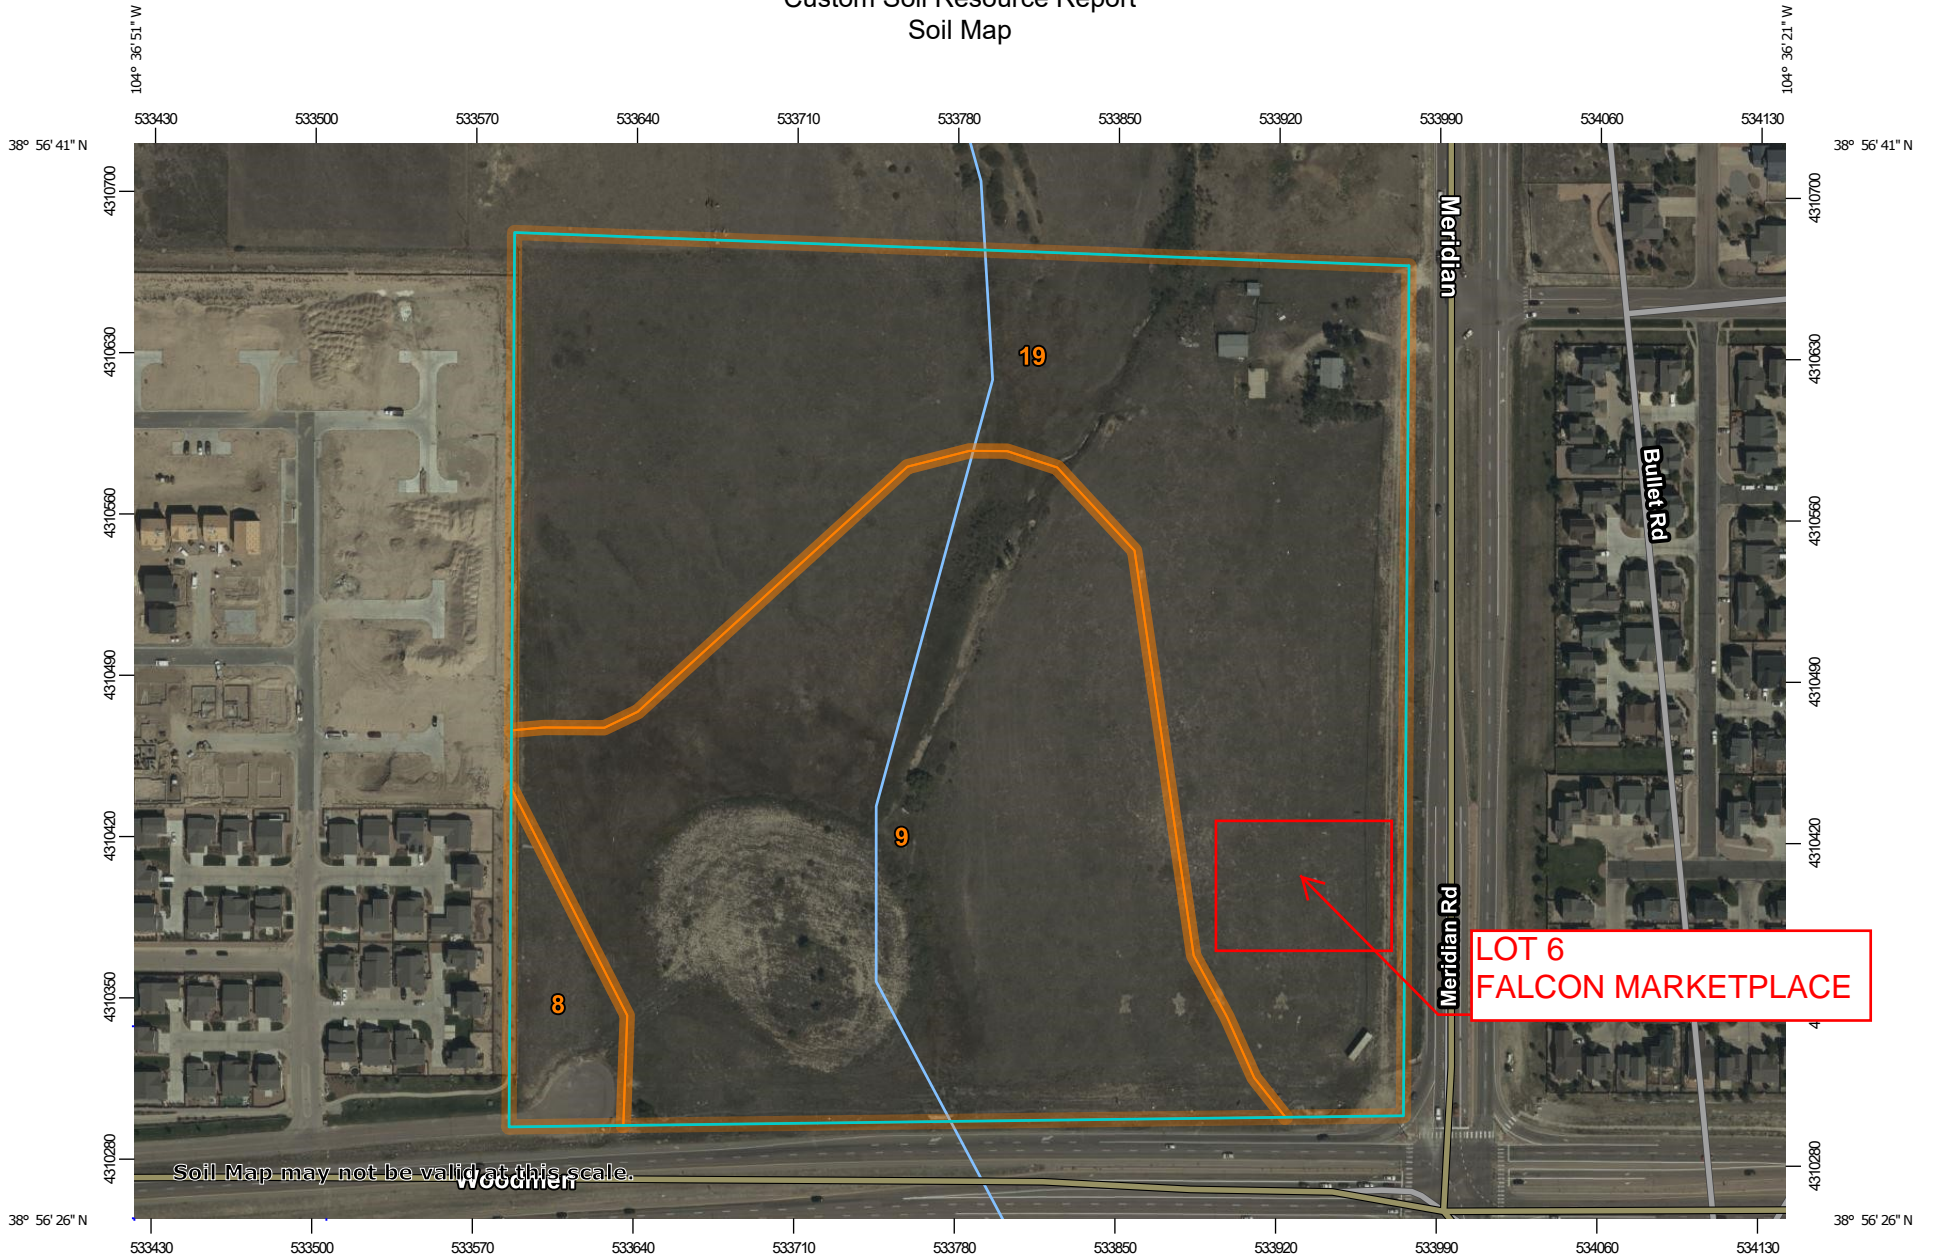 Custom Soil Resource Report
Soil Map
104° 36' 51" W
104° 36' 21" W
533430 533500 533570 533640 533710 533780 533850 533920 533990 534060 534130
38° 56' 41" N
38° 56' 41" N
4310700
4310700
Meridian
4310630
19
4310630
4310560
Bullet Rd
4310560
4310490
4310490
4310420
9
4310420
Meridian Rd
LOT 6
FALCON MARKETPLACE
4310350
8
4310280
4310280
Soil Map may not be valid at this scale.
Woodmen
38° 56' 26" N
38° 56' 26" N
533430 533500 533570 533640 533710 533780 533850 533920 533990 534060 534130